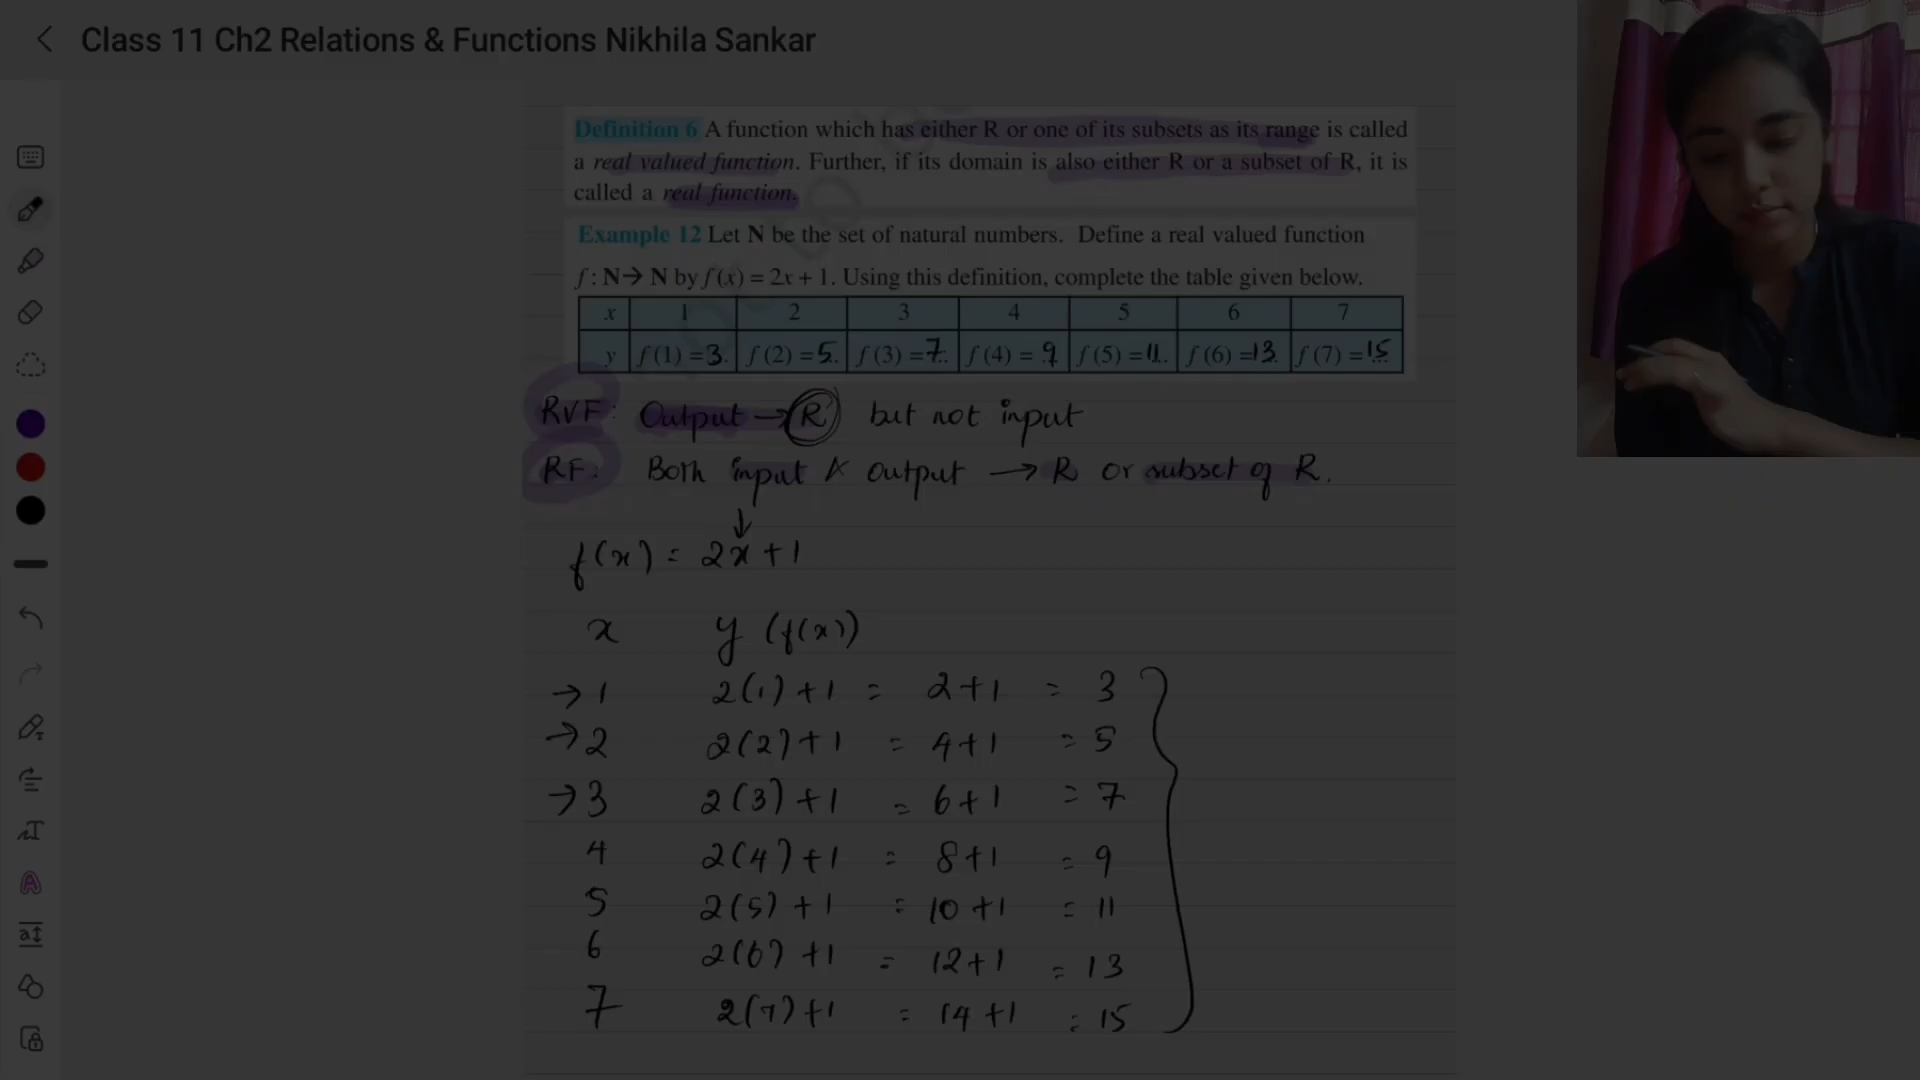 Class 11 Ch2 Relations & Functions Nikhila Sankar
Definition 6 A function which has either R or one of its subsets as its range is called
a real valued function. Further, if its domain is also either R or a subset of R, it is
called a real function.
Example 12 Let N be the set of natural numbers. Define a real valued function
f : N → N by f (x) = 2x + 1. Using this definition, complete the table given below.
x 1 2 3 4 5 6 7
y f (1) = 3. f (2) = 5. f (3) = 7. f (4) = 9 f (5) = 11. f (6) = 13 f (7) = 15
RVF: Output → R but not input
RF: Both input & output → R or subset of R.
↓
f(x) = 2x + 1
x y (f(x))
→ 1 2(1) + 1 = 2 + 1 = 3
→ 2 2(2) + 1 = 4 + 1 = 5
→ 3 2(3) + 1 = 6 + 1 = 7
4 2(4) + 1 = 8 + 1 = 9
5 2(5) + 1 = 10 + 1 = 11
6 2(6) + 1 = 12 + 1 = 13
7 2(7) + 1 = 14 + 1 = 15